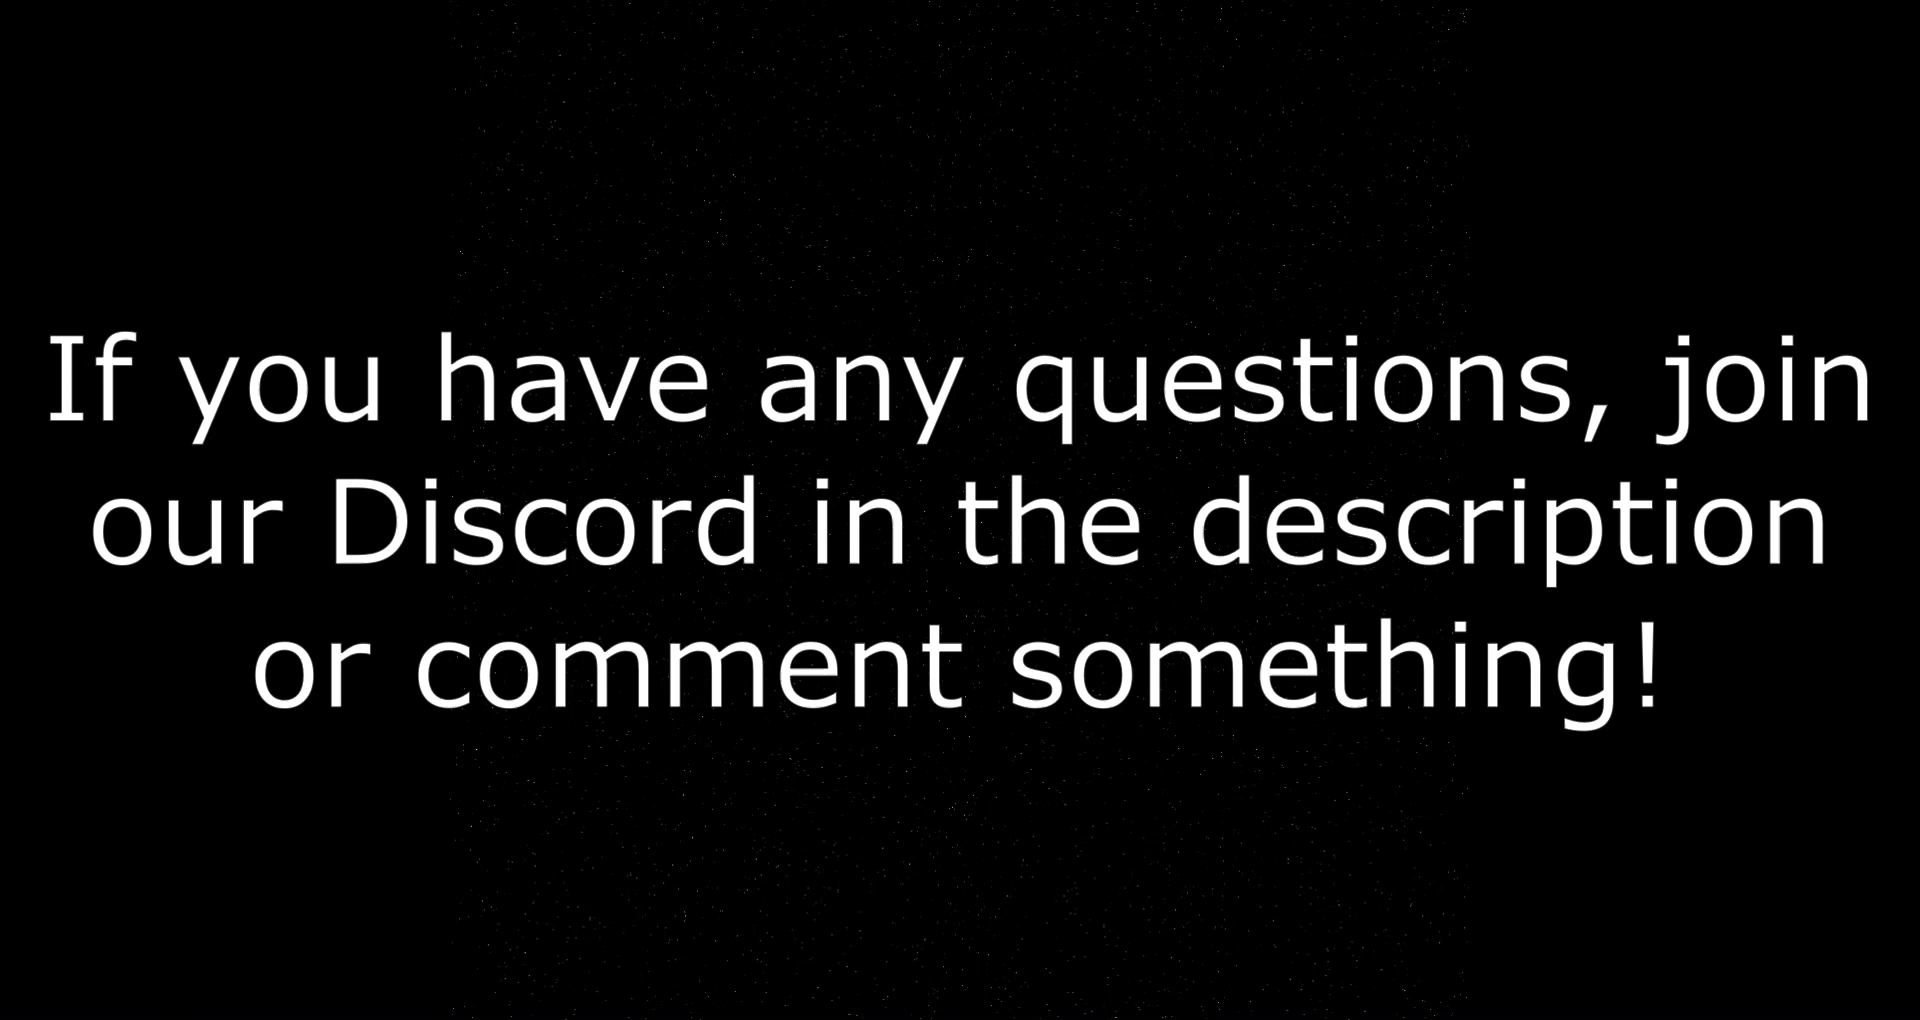 If you have any questions, join
our Discord in the description
or comment something!